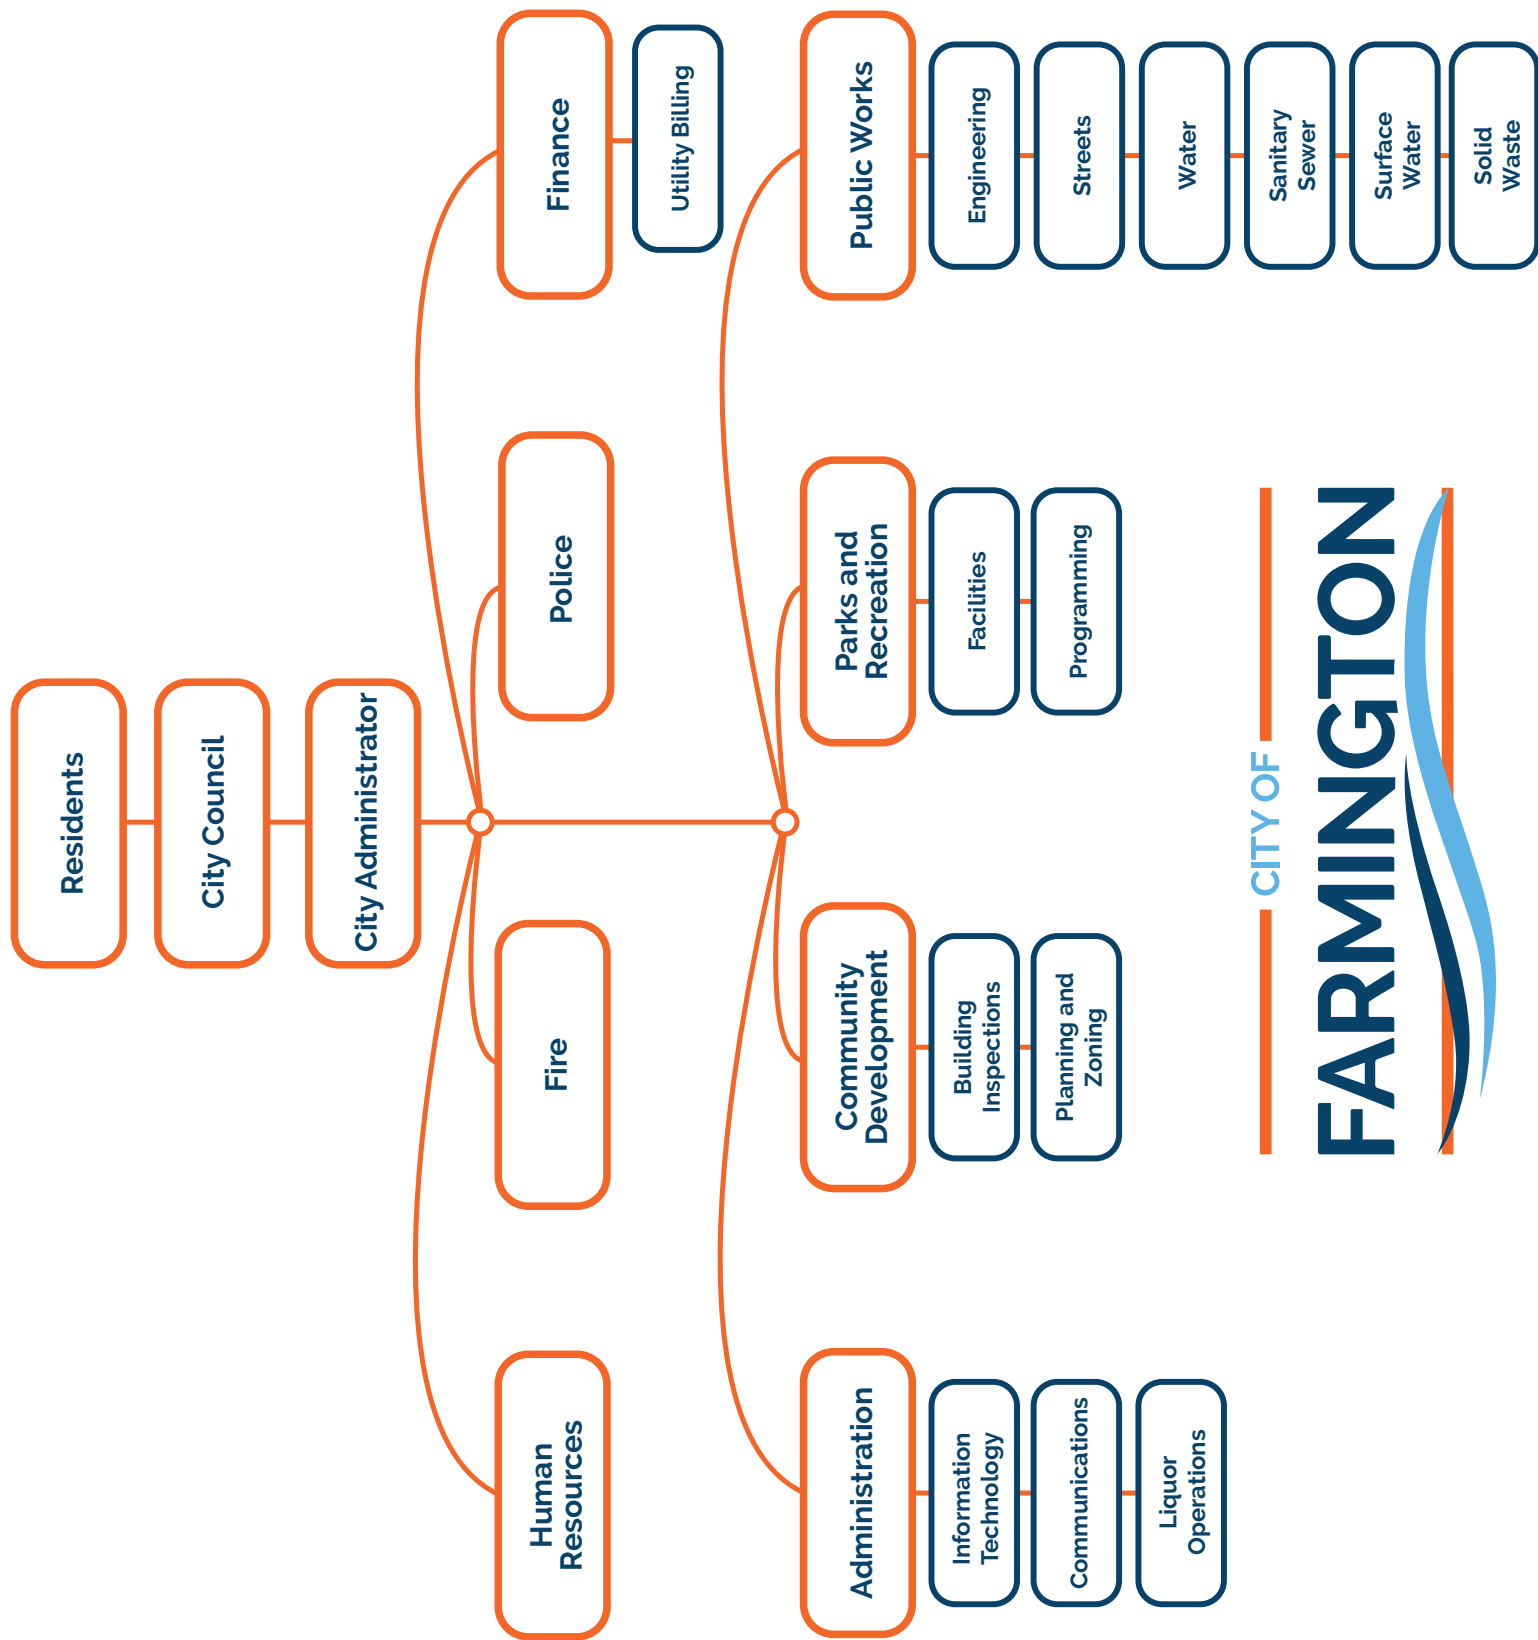 Residents
City Council
City Administrator
Human
Resources
Fire
Police
Finance
Utility Billing
Administration
Information
Technology
Communications
Liquor
Operations
Community
Development
Building
Inspections
Planning and
Zoning
Parks and
Recreation
Facilities
Programming
Public Works
Engineering
Streets
Water
Sanitary
Sewer
Surface
Water
Solid
Waste
CITY OF
FARMINGTON